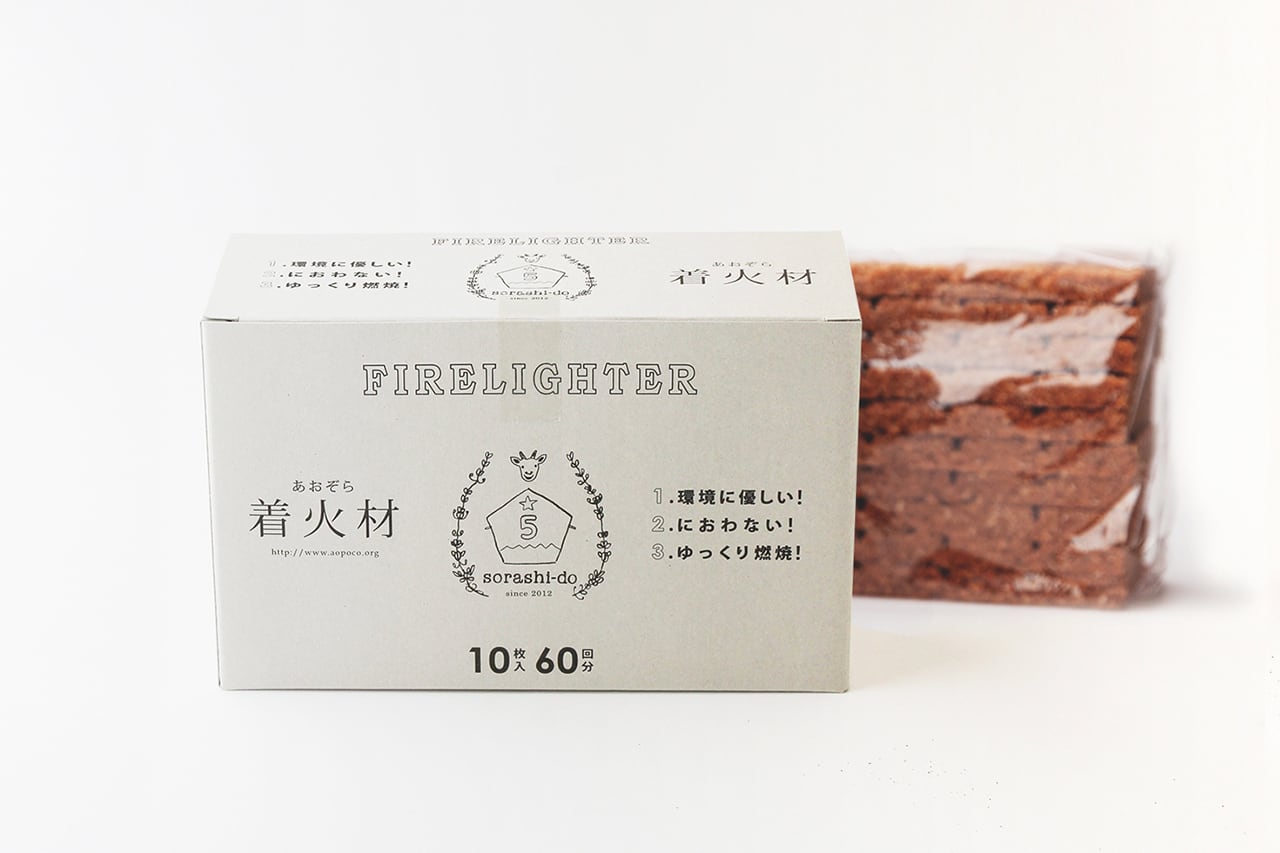 FIRELIGHTER
1.環境に優しい!
2.におわない!
3.ゆっくり燃焼!
5
sorashi-do
since 2012
あおぞら
着火材
FIRELIGHTER
あおぞら
着火材
http://www.aopoco.org
5
sorashi-do
since 2012
1.環境に優しい!
2.におわない!
3.ゆっくり燃焼!
10枚入 60回分